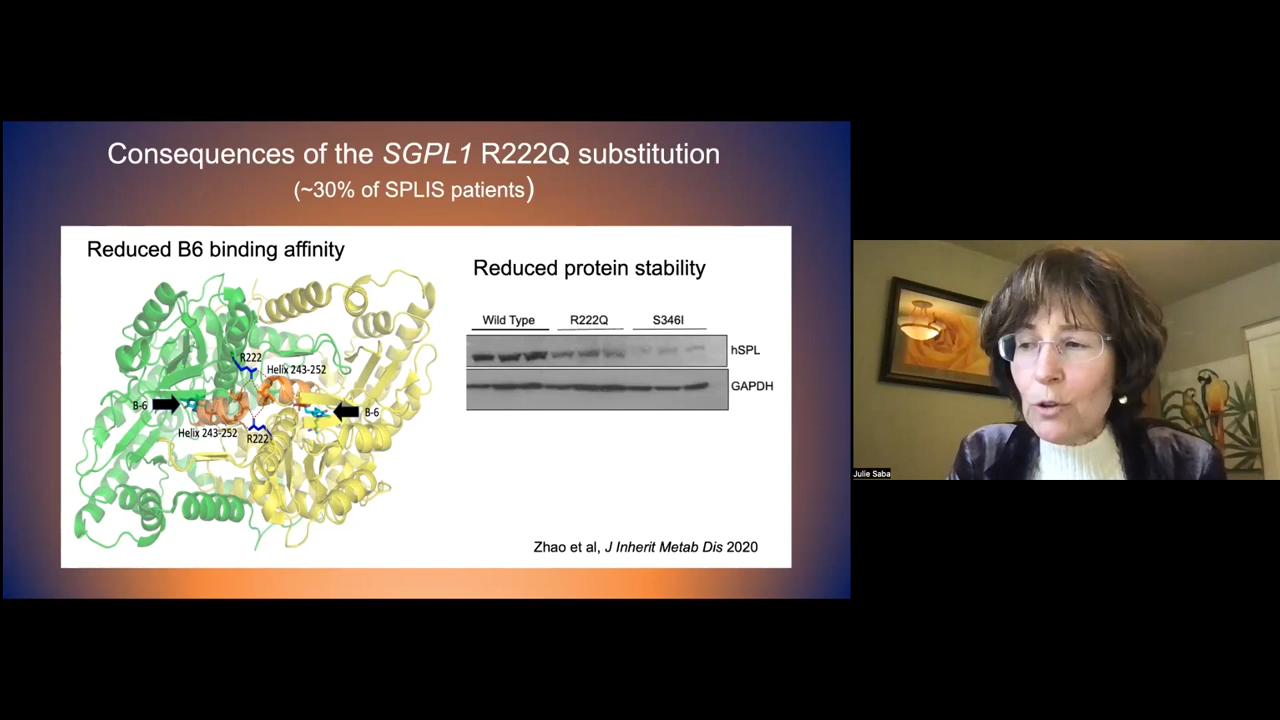 Consequences of the SGPL1 R222Q substitution
(~30% of SPLIS patients)
Reduced B6 binding affinity
R222
Helix 243-252
B-6
B-6
Helix 243-252
R222
Reduced protein stability
Wild Type R222Q S346I
hSPL
GAPDH
Zhao et al, J Inherit Metab Dis 2020
Julie Saba